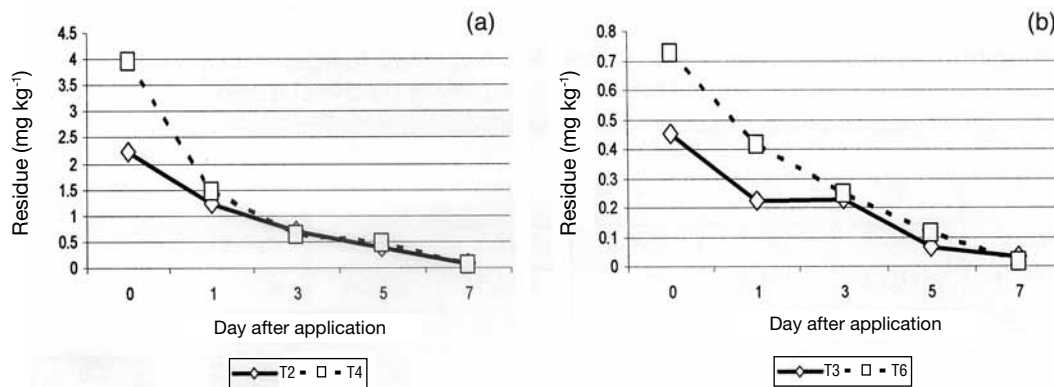 (a)
Residue (mg kg⁻¹)
4.5
4
3.5
3
2.5
2
1.5
1
0.5
0
0 1 3 5 7
Day after application
T2 T4
(b)
Residue (mg kg⁻¹)
0.8
0.7
0.6
0.5
0.4
0.3
0.2
0.1
0
0 1 3 5 7
Day after application
T3 T6